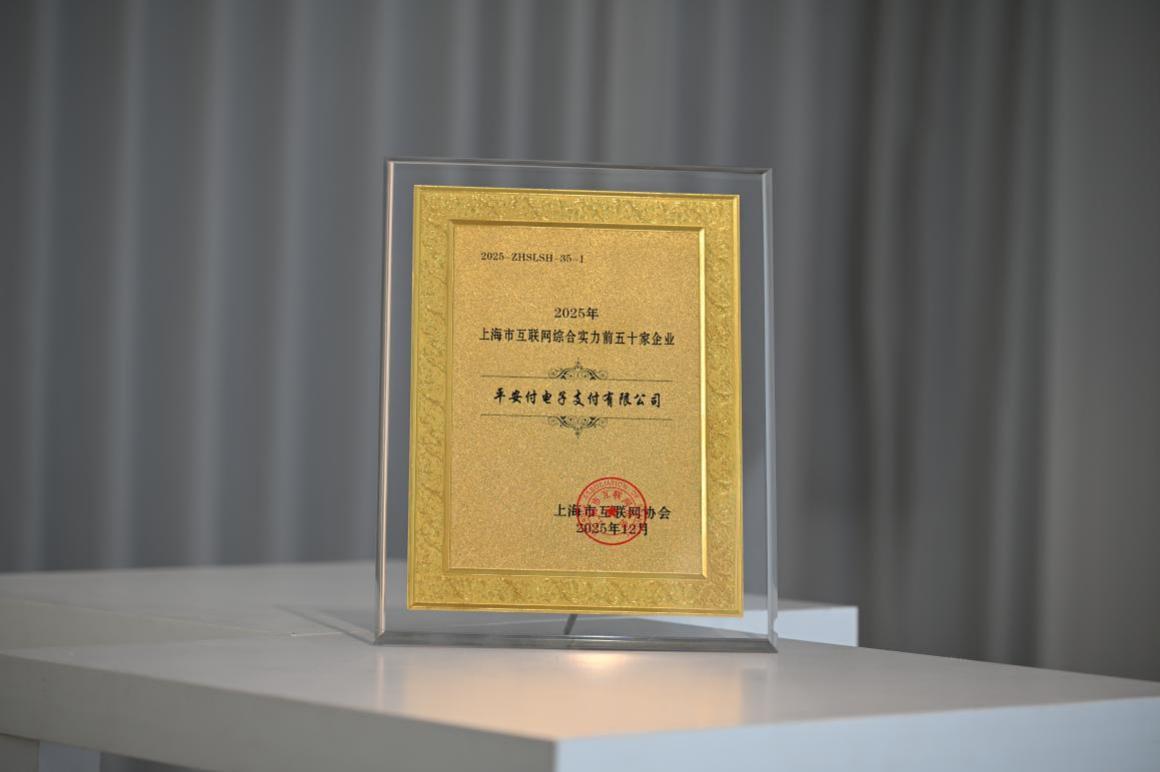 2025-ZHSLSH-35-1
2025年
上海市互联网综合实力前五十家企业
平安付电子支付有限公司
上海市互联网协会
2025年12月